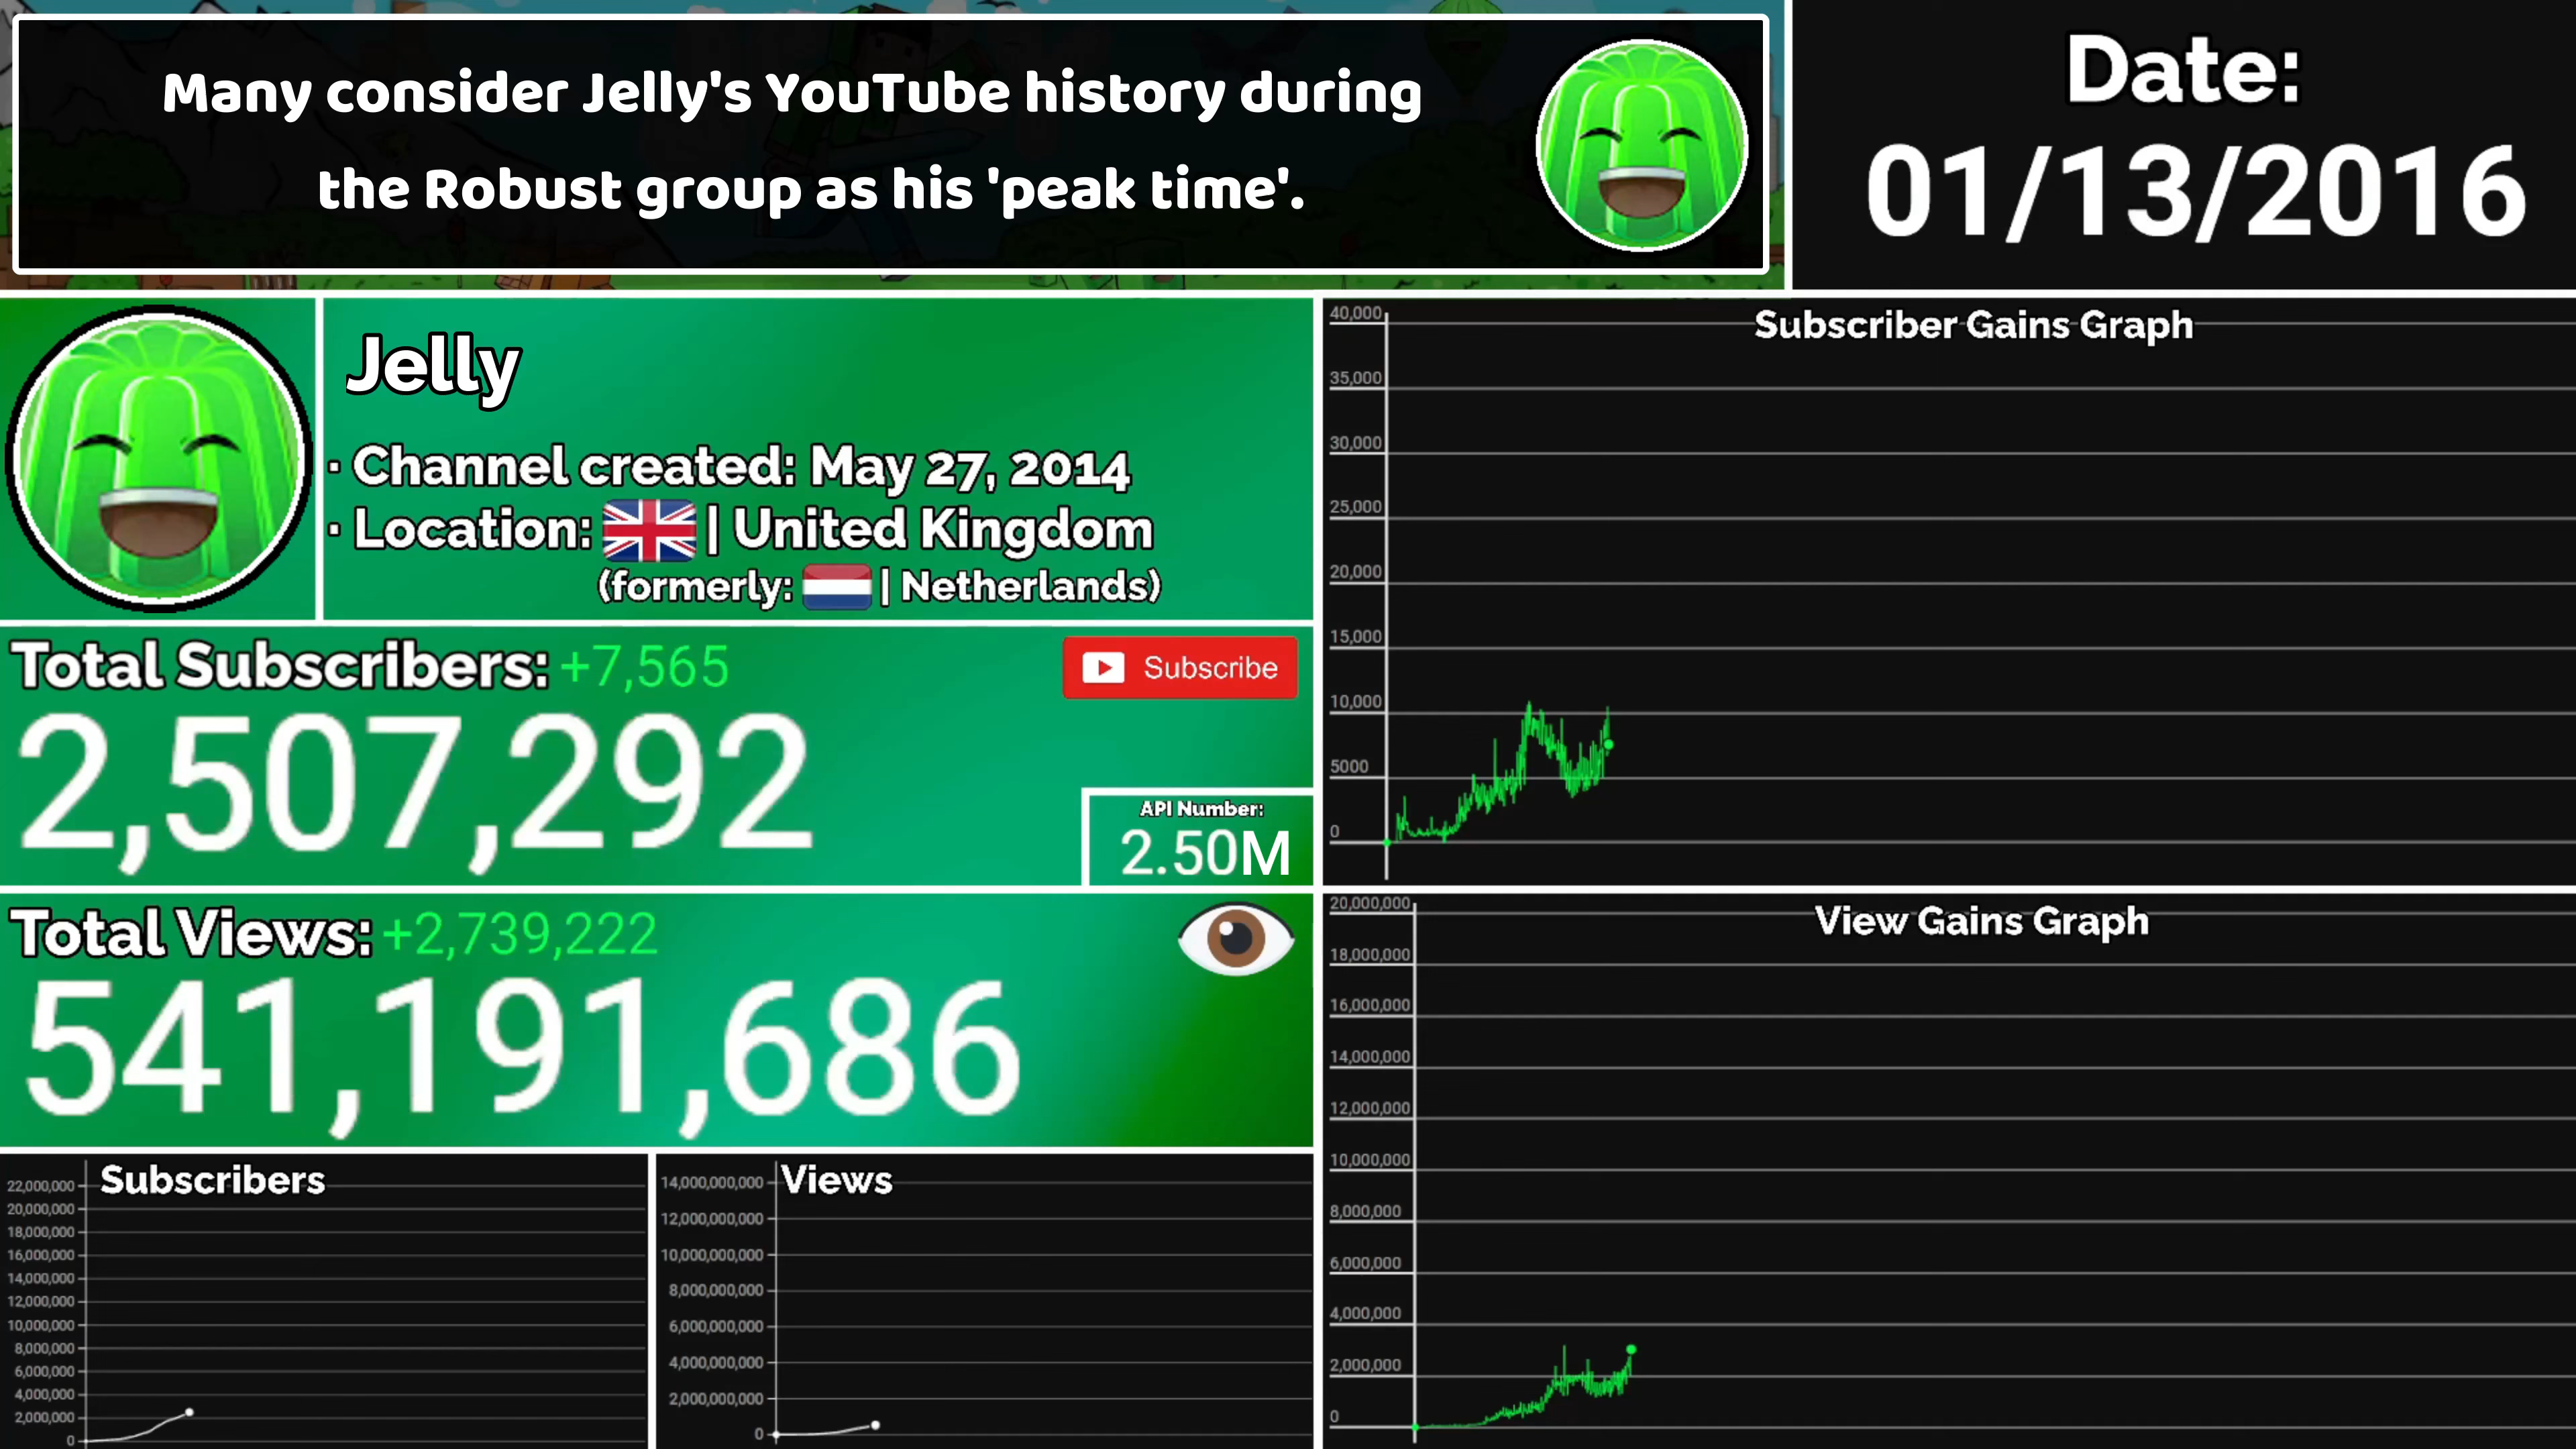 Many consider Jelly's YouTube history during
the Robust group as his 'peak time'.
Date:
01/13/2016
Jelly
· Channel created: May 27, 2014
· Location: | United Kingdom
(formerly: | Netherlands)
Total Subscribers: +7,565
Subscribe
2,507,292
API Number:
2.50M
Total Views: +2,739,222
541,191,686
Subscribers
22,000,000
20,000,000
18,000,000
16,000,000
14,000,000
12,000,000
10,000,000
8,000,000
6,000,000
4,000,000
2,000,000
0
Views
14,000,000,000
12,000,000,000
10,000,000,000
8,000,000,000
6,000,000,000
4,000,000,000
2,000,000,000
0
Subscriber Gains Graph
40,000
35,000
30,000
25,000
20,000
15,000
10,000
5000
0
View Gains Graph
20,000,000
18,000,000
16,000,000
14,000,000
12,000,000
10,000,000
8,000,000
6,000,000
4,000,000
2,000,000
0